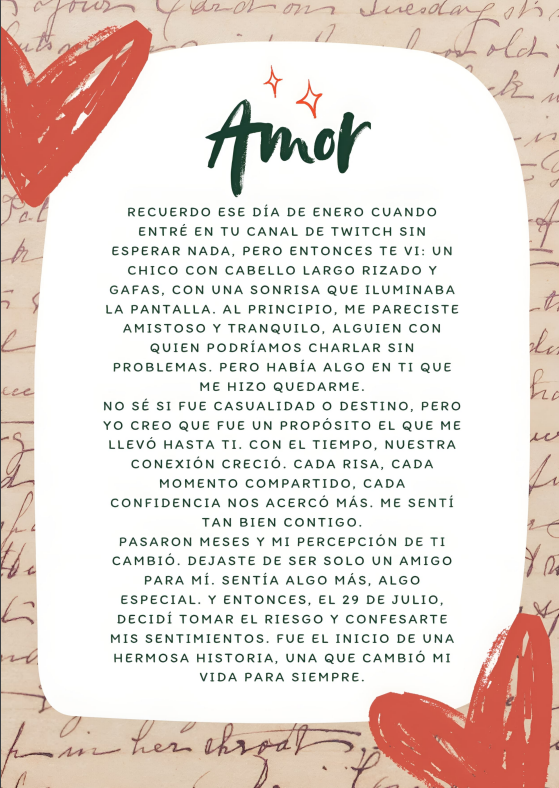 Amor
RECUERDO ESE DÍA DE ENERO CUANDO
ENTRÉ EN TU CANAL DE TWITCH SIN
ESPERAR NADA, PERO ENTONCES TE VI: UN
CHICO CON CABELLO LARGO RIZADO Y
GAFAS, CON UNA SONRISA QUE ILUMINABA
LA PANTALLA. AL PRINCIPIO, ME PARECISTE
AMISTOSO Y TRANQUILO, ALGUIEN CON
QUIEN PODRÍAMOS CHARLAR SIN
PROBLEMAS. PERO HABÍA ALGO EN TI QUE
ME HIZO QUEDARME.
NO SÉ SI FUE CASUALIDAD O DESTINO, PERO
YO CREO QUE FUE UN PROPÓSITO EL QUE ME
LLEVÓ HASTA TI. CON EL TIEMPO, NUESTRA
CONEXIÓN CRECIÓ. CADA RISA, CADA
MOMENTO COMPARTIDO, CADA
CONFIDENCIA NOS ACERCÓ MÁS. ME SENTÍ
TAN BIEN CONTIGO.
PASARON MESES Y MI PERCEPCIÓN DE TI
CAMBIÓ. DEJASTE DE SER SOLO UN AMIGO
PARA MÍ. SENTÍA ALGO MÁS, ALGO
ESPECIAL. Y ENTONCES, EL 29 DE JULIO,
DECIDÍ TOMAR EL RIESGO Y CONFESARTE
MIS SENTIMIENTOS. FUE EL INICIO DE UNA
HERMOSA HISTORIA, UNA QUE CAMBIÓ MI
VIDA PARA SIEMPRE.
in her throat